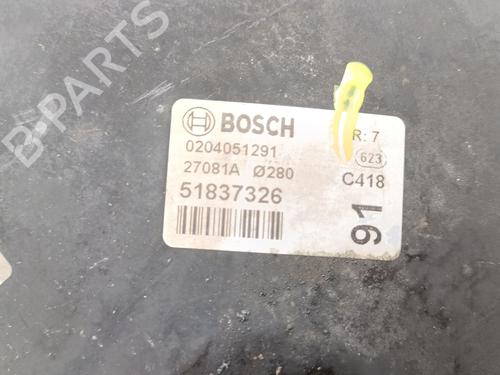 B-PARTS
BOSCH
R: 7
0204051291
623
27081A Ø280
C418
51837326
91